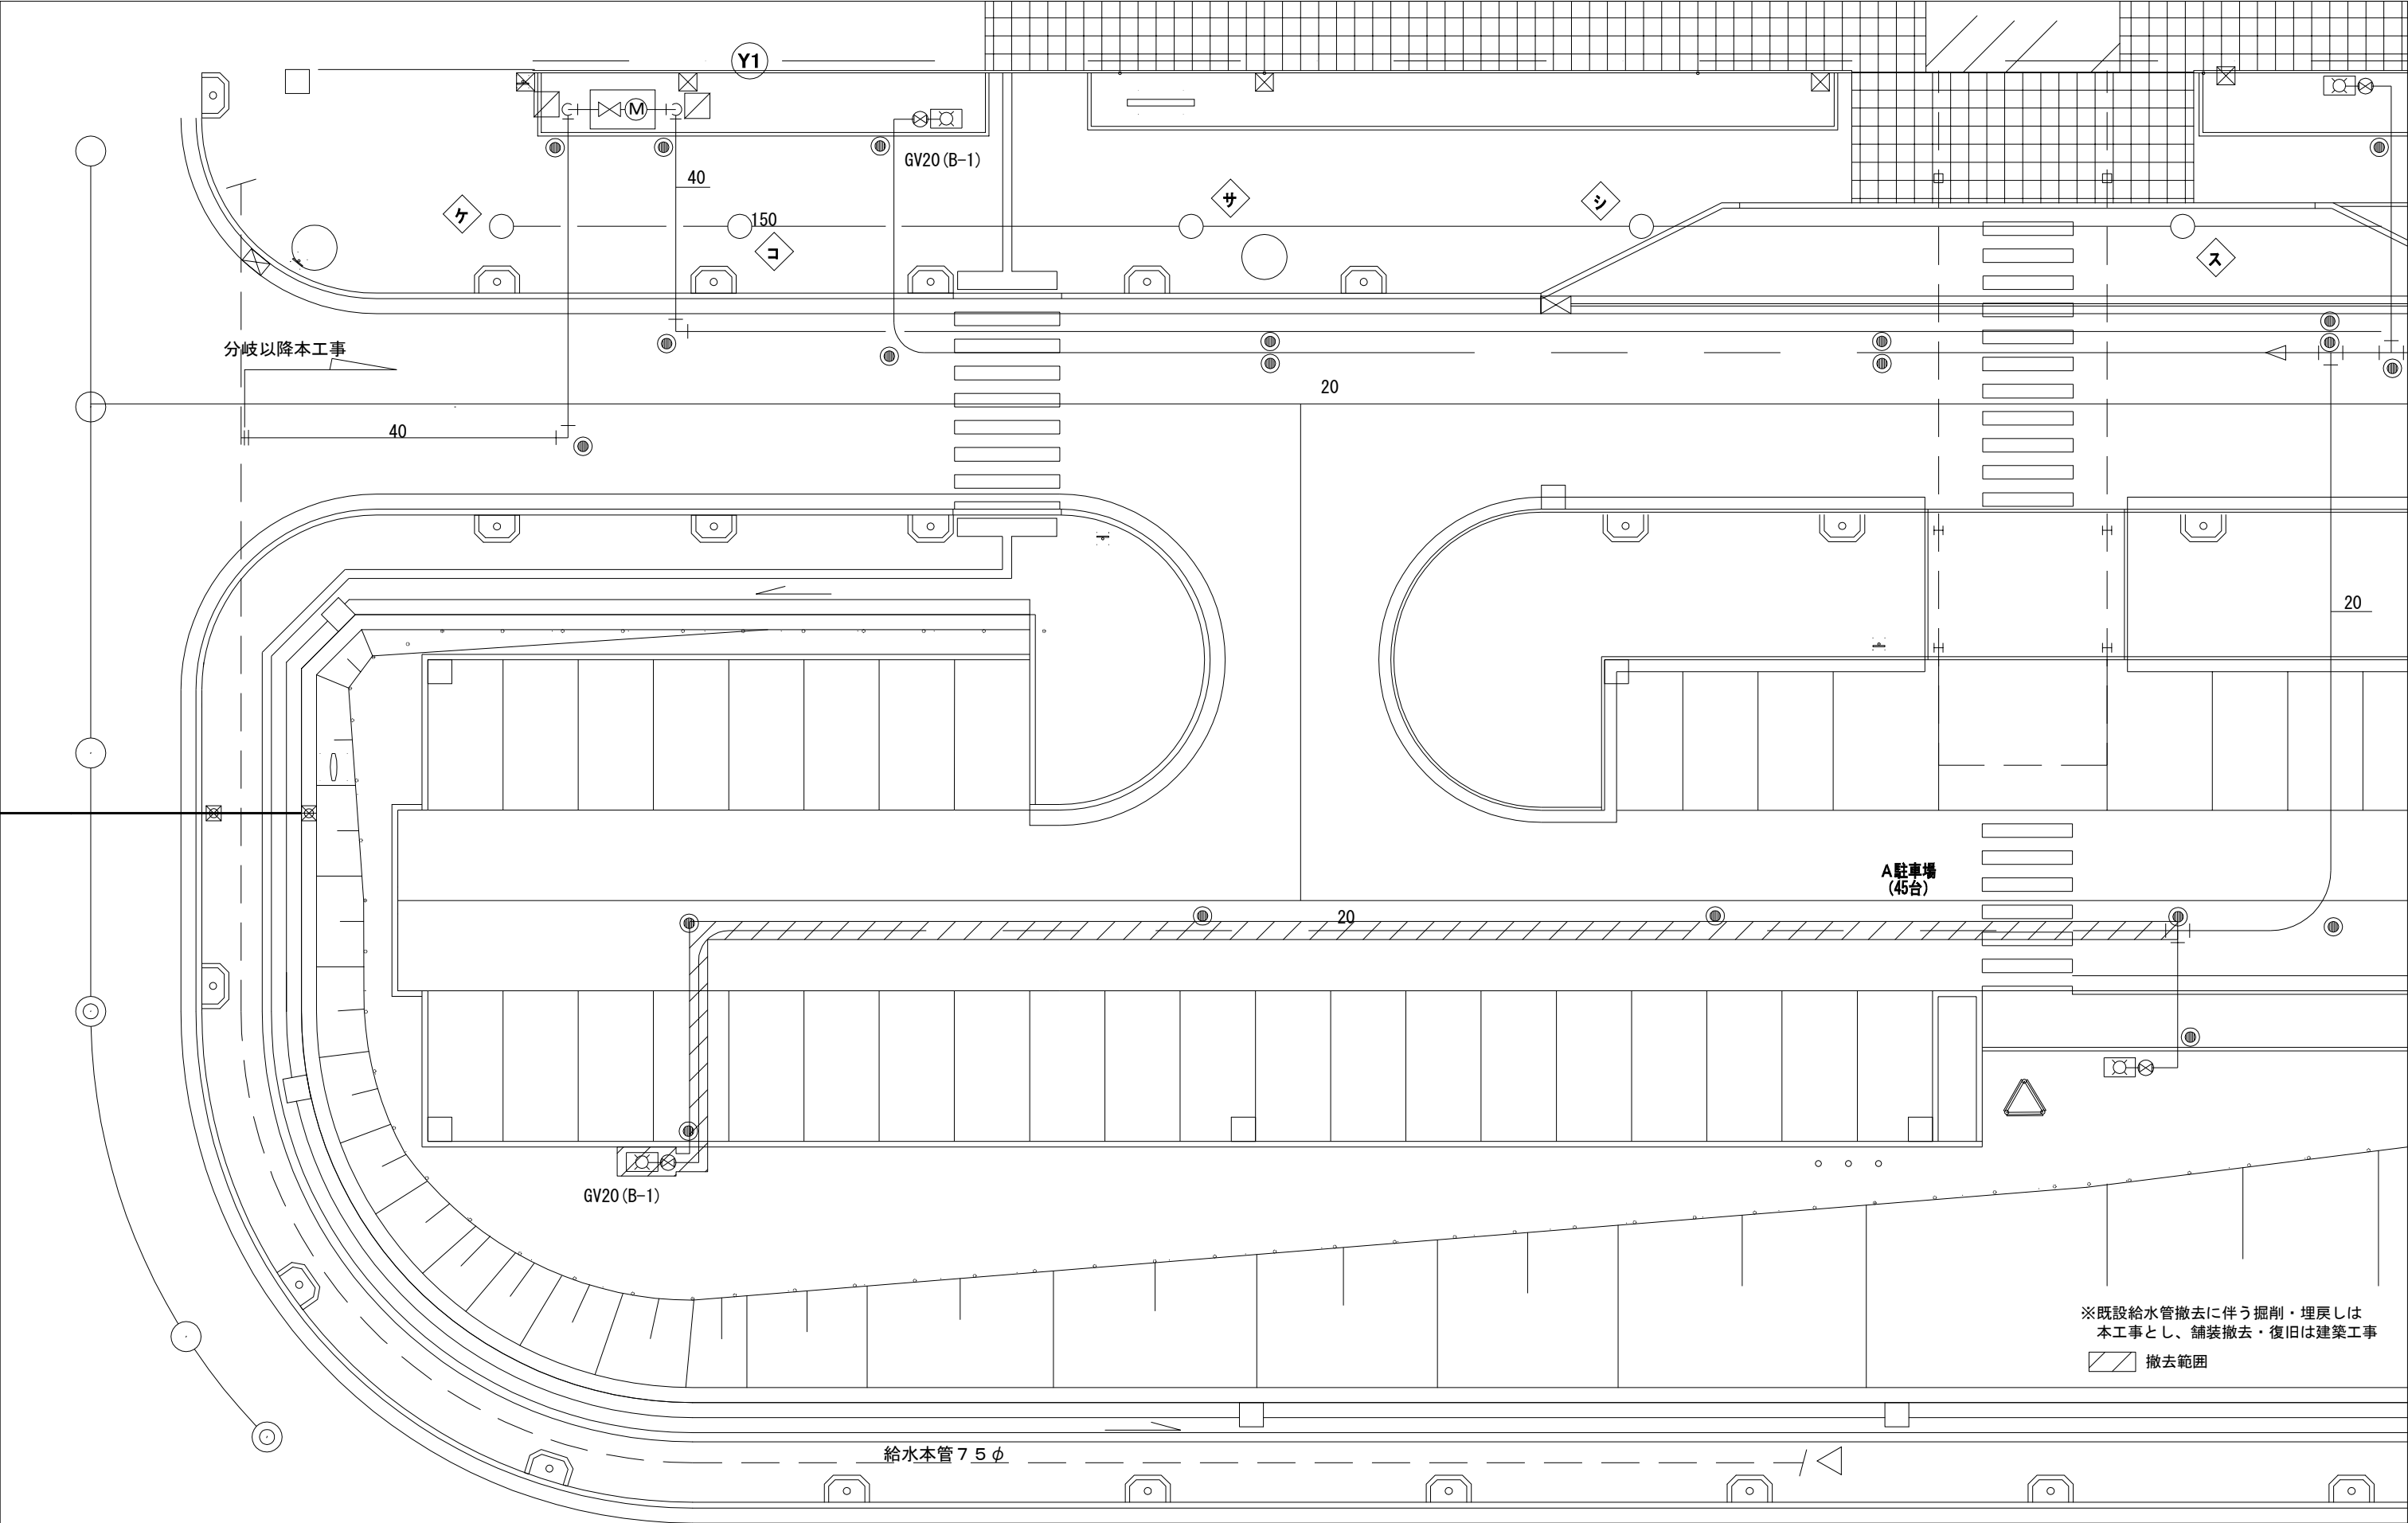 Y1
M
GV20(B-1)
40
ケ
サ
シ
150
コ
ス
分岐以降本工事
20
40
20
A駐車場
(45台)
20
GV20(B-1)
※既設給水管撤去に伴う掘削・埋戻しは
本工事とし、舗装撤去・復旧は建築工事
撤去範囲
給水本管75φ